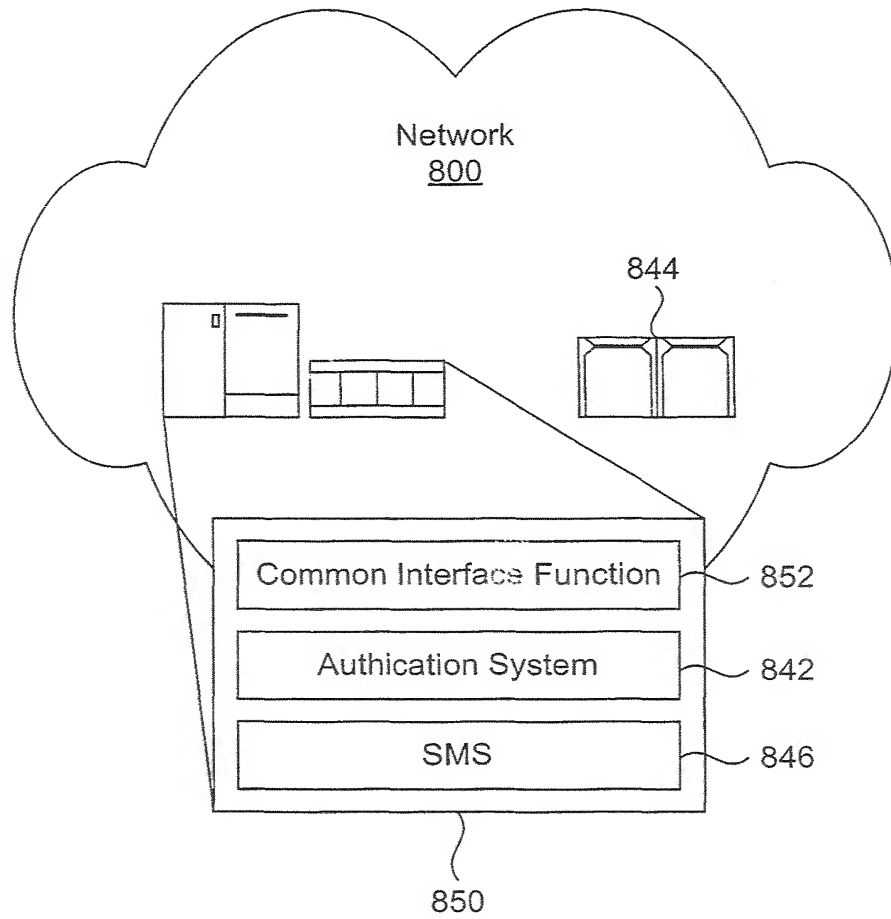 Network
800
844
Common Interface Function
852
Authication System
842
SMS
846
850